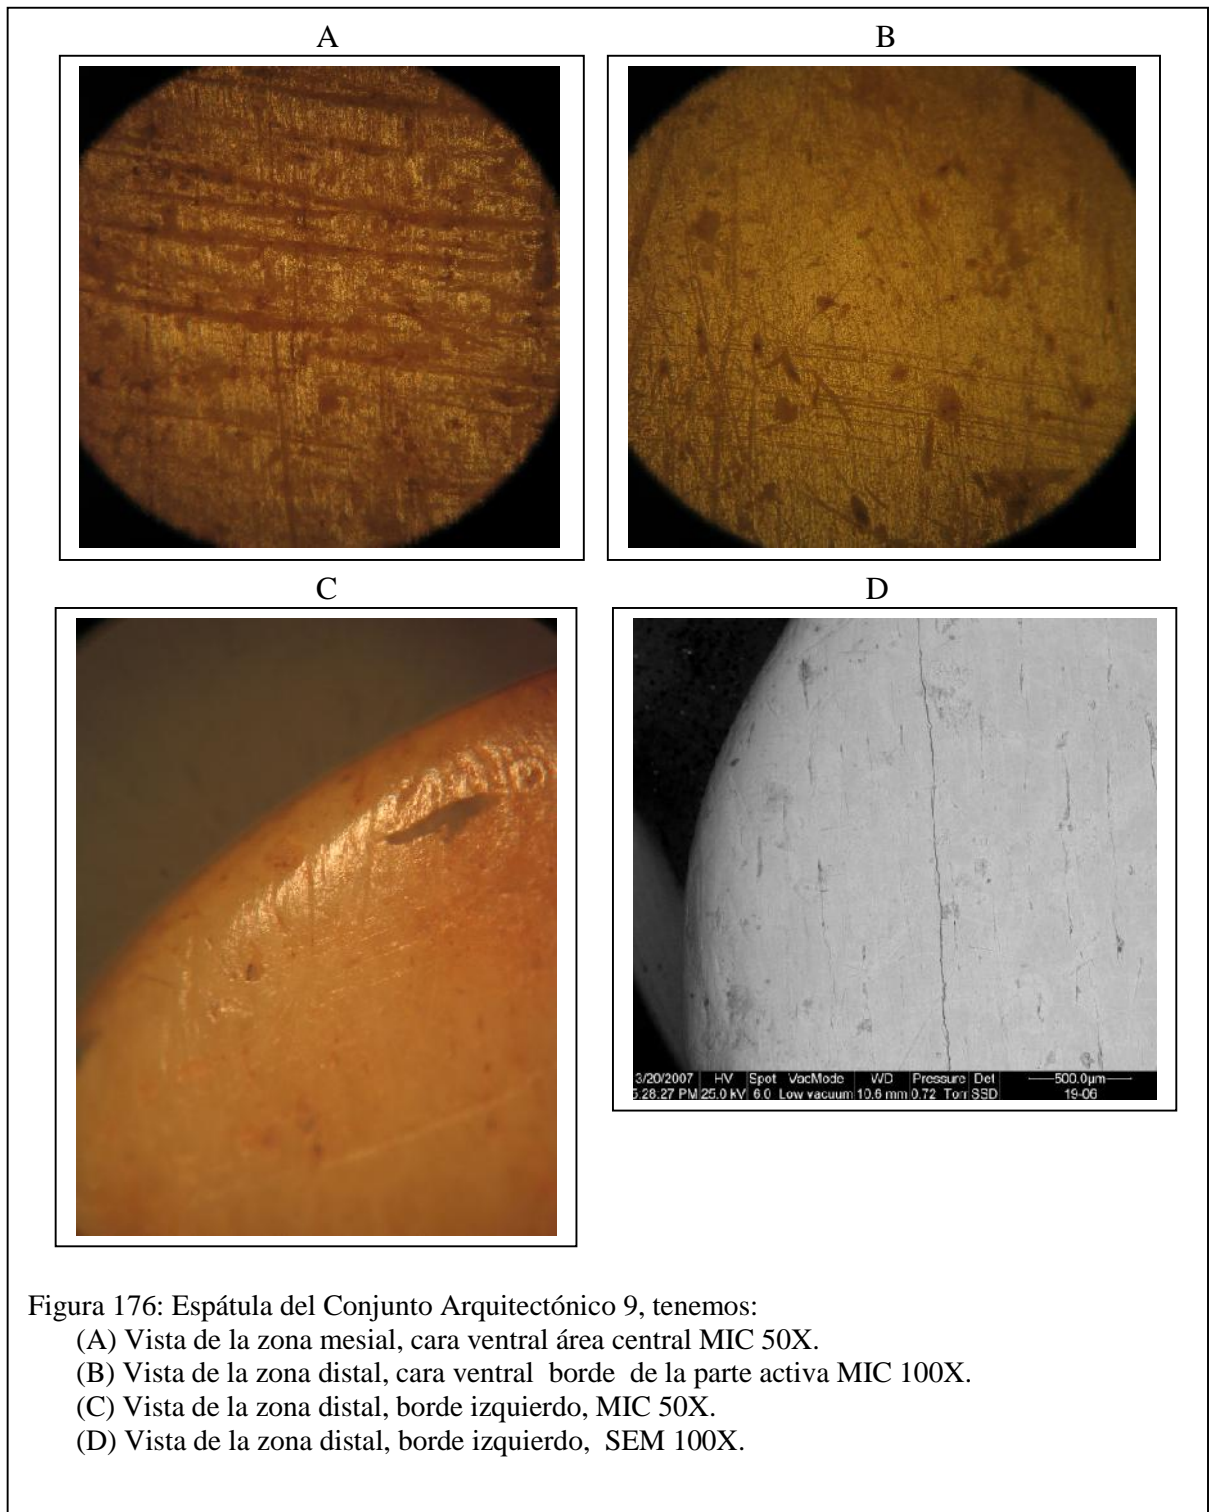 A
B
C
D
3/20/2007 HV Spot VacMode WD Pressure Det 500.0µm
5:28:27 PM 25.0 kV 6.0 Low vacuum 10.6 mm 0.72 Torr SSD 19-06
Figura 176: Espátula del Conjunto Arquitectónico 9, tenemos:
(A) Vista de la zona mesial, cara ventral área central MIC 50X.
(B) Vista de la zona distal, cara ventral borde de la parte activa MIC 100X.
(C) Vista de la zona distal, borde izquierdo, MIC 50X.
(D) Vista de la zona distal, borde izquierdo, SEM 100X.